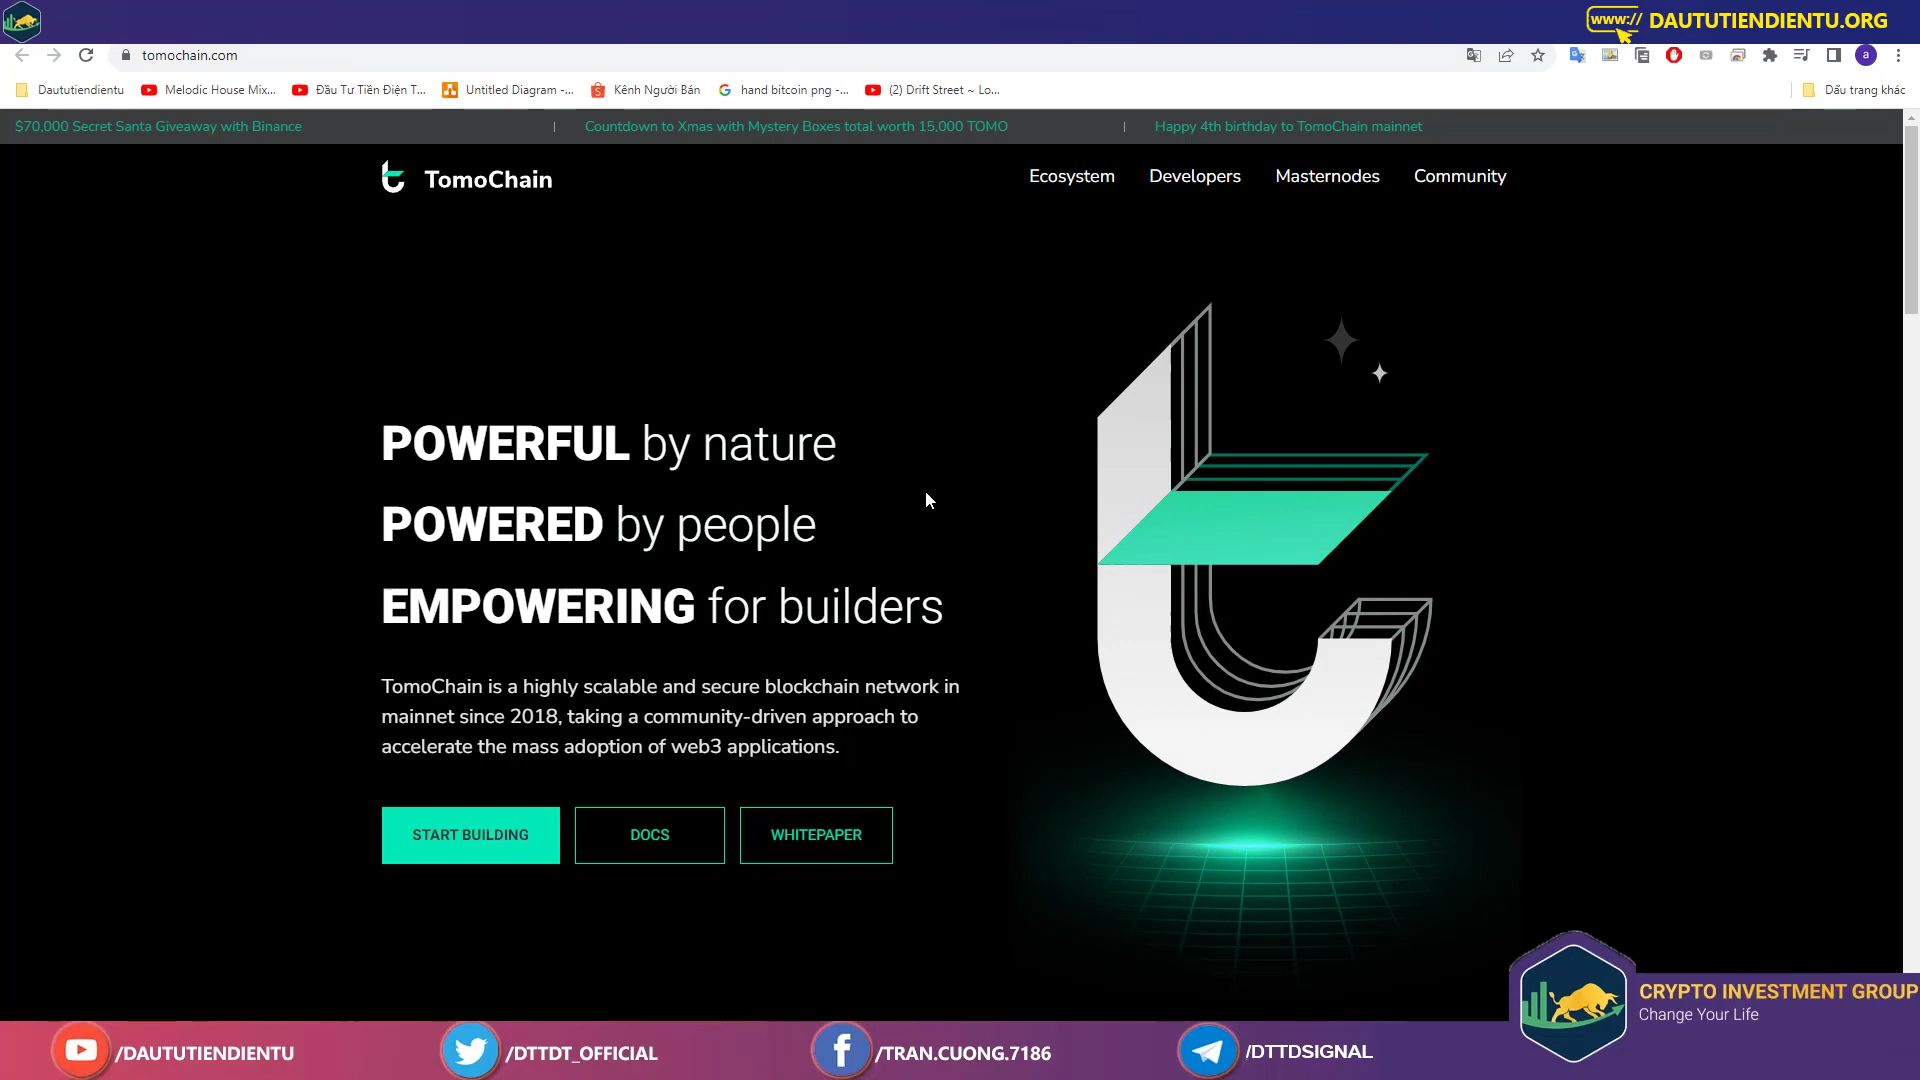 www:// DAUTUTIENDIENTU.ORG
tomochain.com
a
Dautuitiendientu
Melodic House Mix...
Đầu Tư Tiền Điện T...
Untitled Diagram -...
Kênh Người Bán
hand bitcoin png -...
(2) Drift Street ~ Lo...
Dấu trang khác
$70,000 Secret Santa Giveaway with Binance
Countdown to Xmas with Mystery Boxes total worth 15,000 TOMO
Happy 4th birthday to TomoChain mainnet
TomoChain
Ecosystem
Developers
Masternodes
Community
POWERFUL by nature
POWERED by people
EMPOWERING for builders
TomoChain is a highly scalable and secure blockchain network in
mainnet since 2018, taking a community-driven approach to
accelerate the mass adoption of web3 applications.
START BUILDING
DOCS
WHITEPAPER
CRYPTO INVESTMENT GROUP
Change Your Life
/DAUTUTIENDIENTU
/DTTDT_OFFICIAL
/TRAN.CUONG.7186
/DTTDSIGNAL